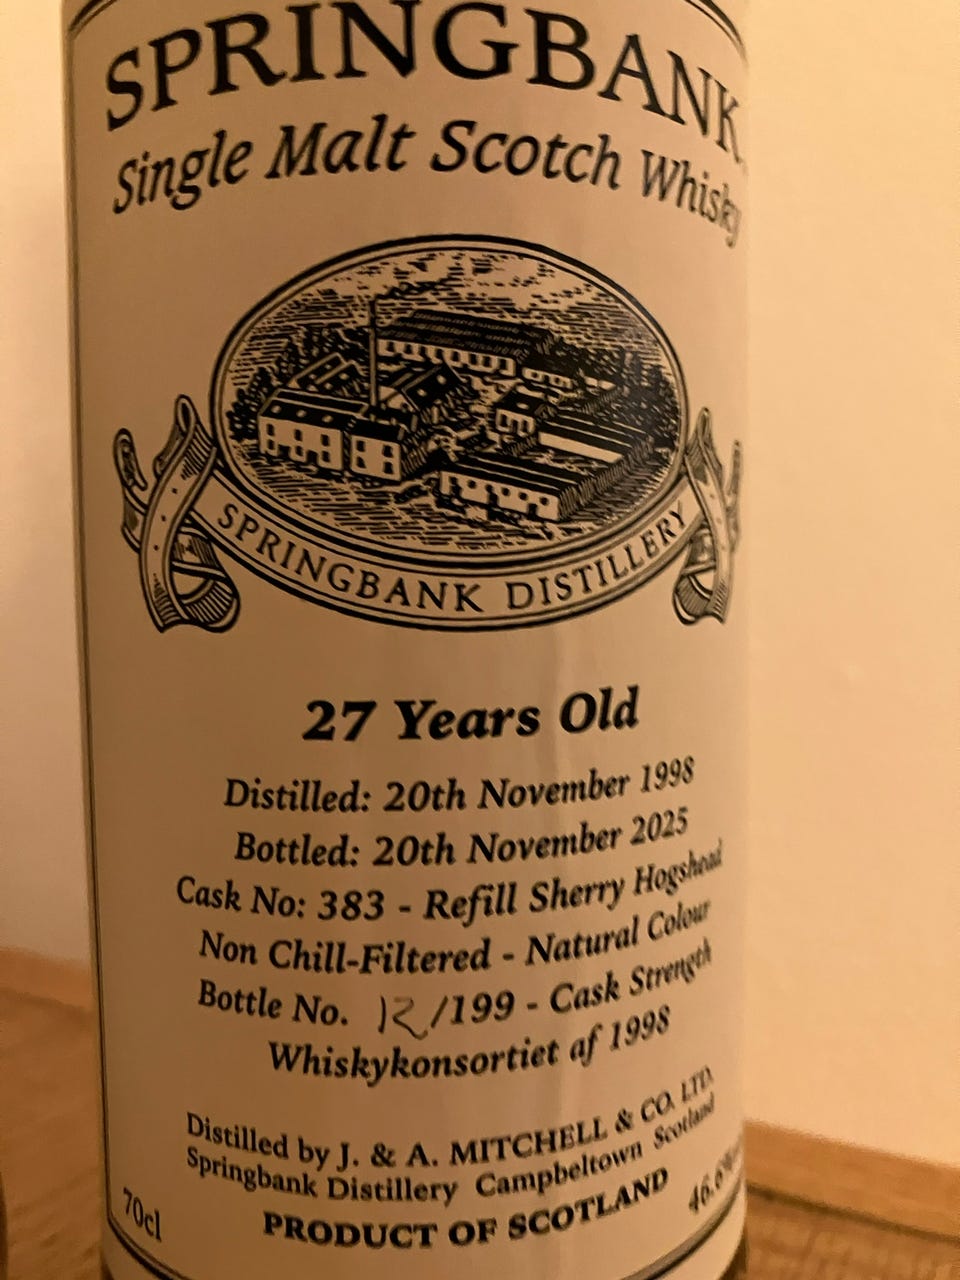 SPRINGBANK
Single Malt Scotch Whisky
SPRINGBANK DISTILLERY
27 Years Old
Distilled: 20th November 1998
Bottled: 20th November 2025
Cask No: 383 - Refill Sherry Hogshead
Non Chill-Filtered - Natural Colour
Bottle No. 12/199 - Cask Strength
Whiskykonsortiet af 1998
Distilled by J. & A. MITCHELL & CO. LTD.
Springbank Distillery Campbeltown Scotland
70cl PRODUCT OF SCOTLAND 46.6%